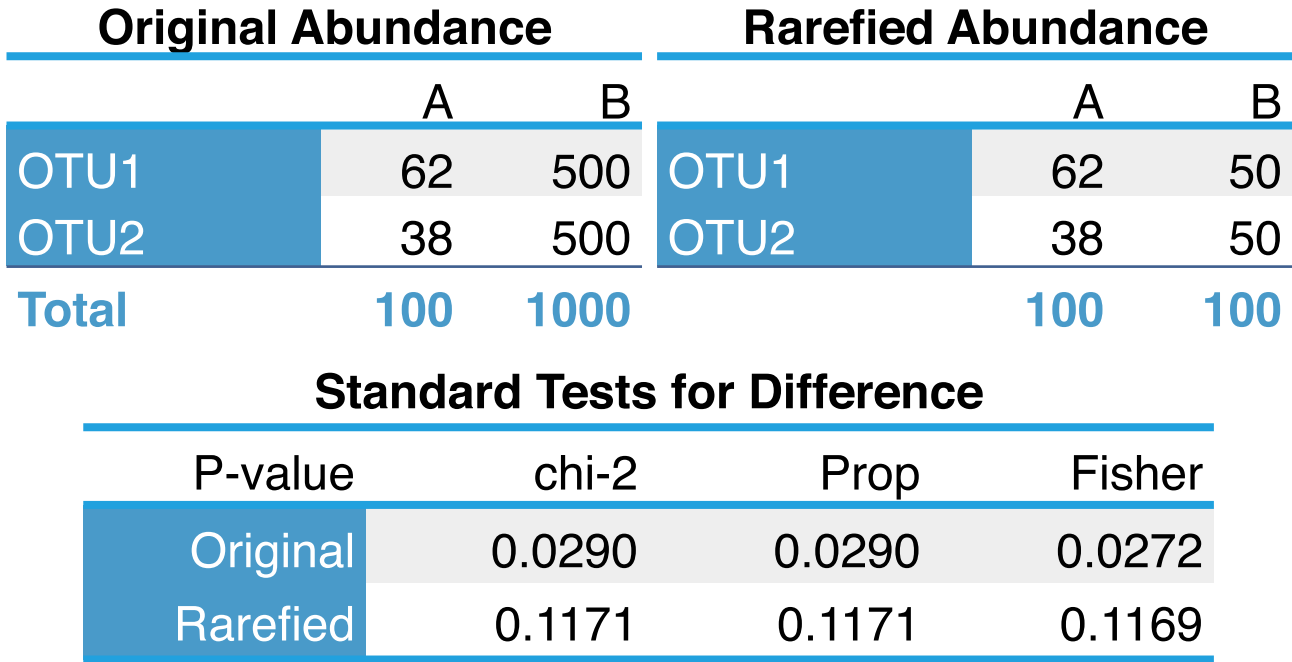 Original Abundance Rarefied Abundance
A B A B
OTU1 62 500 OTU1 62 50
OTU2 38 500 OTU2 38 50
Total 100 1000 100 100
Standard Tests for Difference
P-value chi-2 Prop Fisher
Original 0.0290 0.0290 0.0272
Rarefied 0.1171 0.1171 0.1169